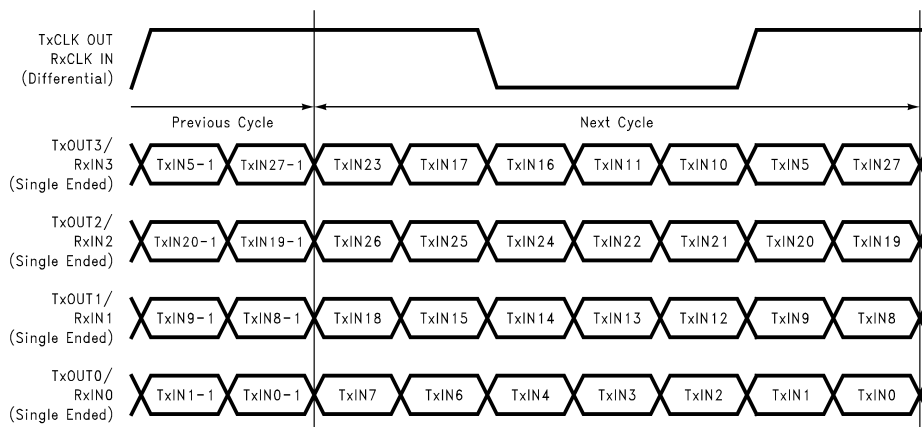 TxCLK OUT
RxCLK IN
(Differential)
Previous Cycle
Next Cycle
TxOUT3/
RxIN3
(Single Ended)
TxIN5-1 TxIN27-1 TxIN23 TxIN17 TxIN16 TxIN11 TxIN10 TxIN5 TxIN27
TxOUT2/
RxIN2
(Single Ended)
TxIN20-1 TxIN19-1 TxIN26 TxIN25 TxIN24 TxIN22 TxIN21 TxIN20 TxIN19
TxOUT1/
RxIN1
(Single Ended)
TxIN9-1 TxIN8-1 TxIN18 TxIN15 TxIN14 TxIN13 TxIN12 TxIN9 TxIN8
TxOUT0/
RxIN0
(Single Ended)
TxIN1-1 TxIN0-1 TxIN7 TxIN6 TxIN4 TxIN3 TxIN2 TxIN1 TxIN0